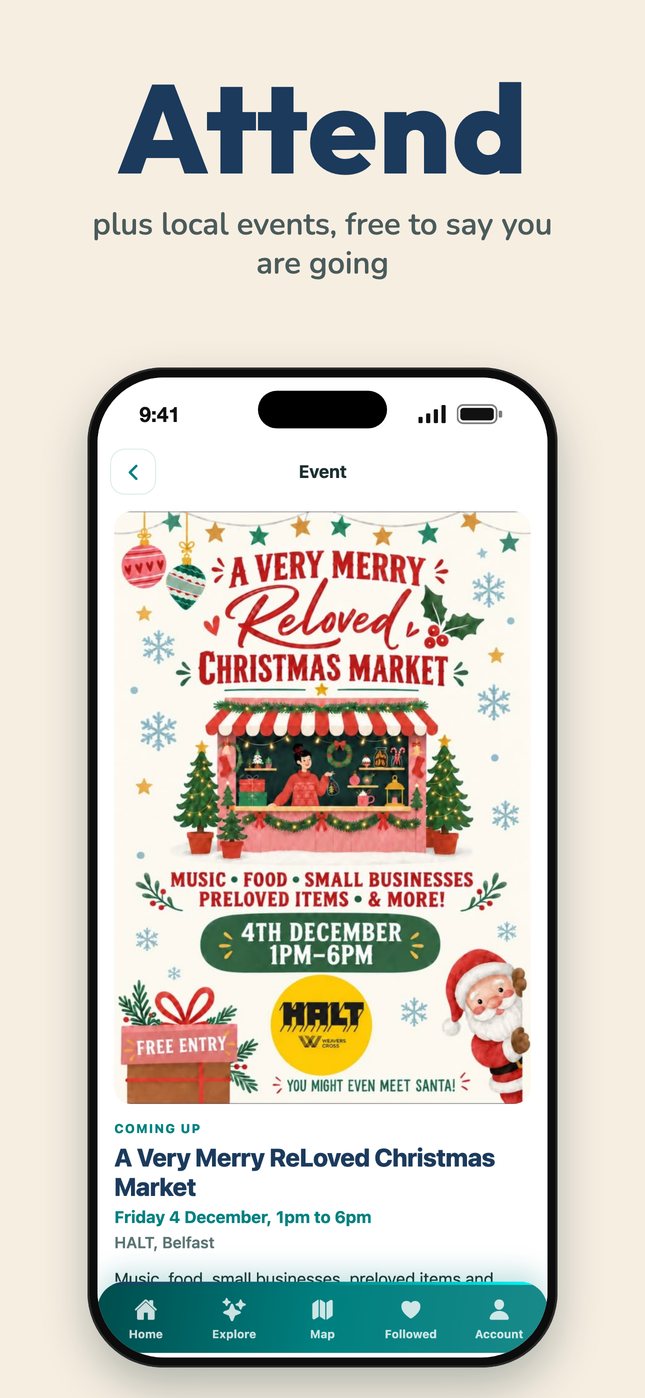 Attend
plus local events, free to say you
are going
9:41
Event
A VERY MERRY
Reloved
CHRISTMAS MARKET
MUSIC • FOOD • SMALL BUSINESSES
PRELOVED ITEMS • & MORE!
4TH DECEMBER
1PM–6PM
HALT
WEAVERS
CROSS
FREE ENTRY
YOU MIGHT EVEN MEET SANTA!
COMING UP
A Very Merry ReLoved Christmas
Market
Friday 4 December, 1pm to 6pm
HALT, Belfast
Music, food, small businesses, preloved items and
Home
Explore
Map
Followed
Account